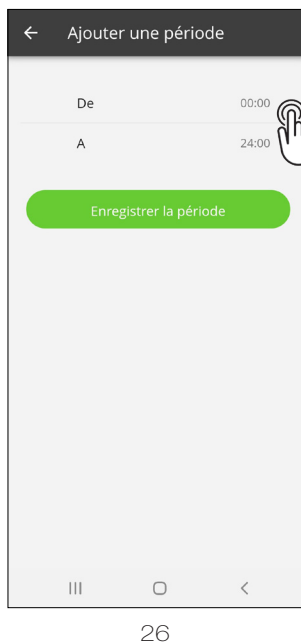 Ajouter une période
De 00:00
A 24:00
Enregistrer la période
26